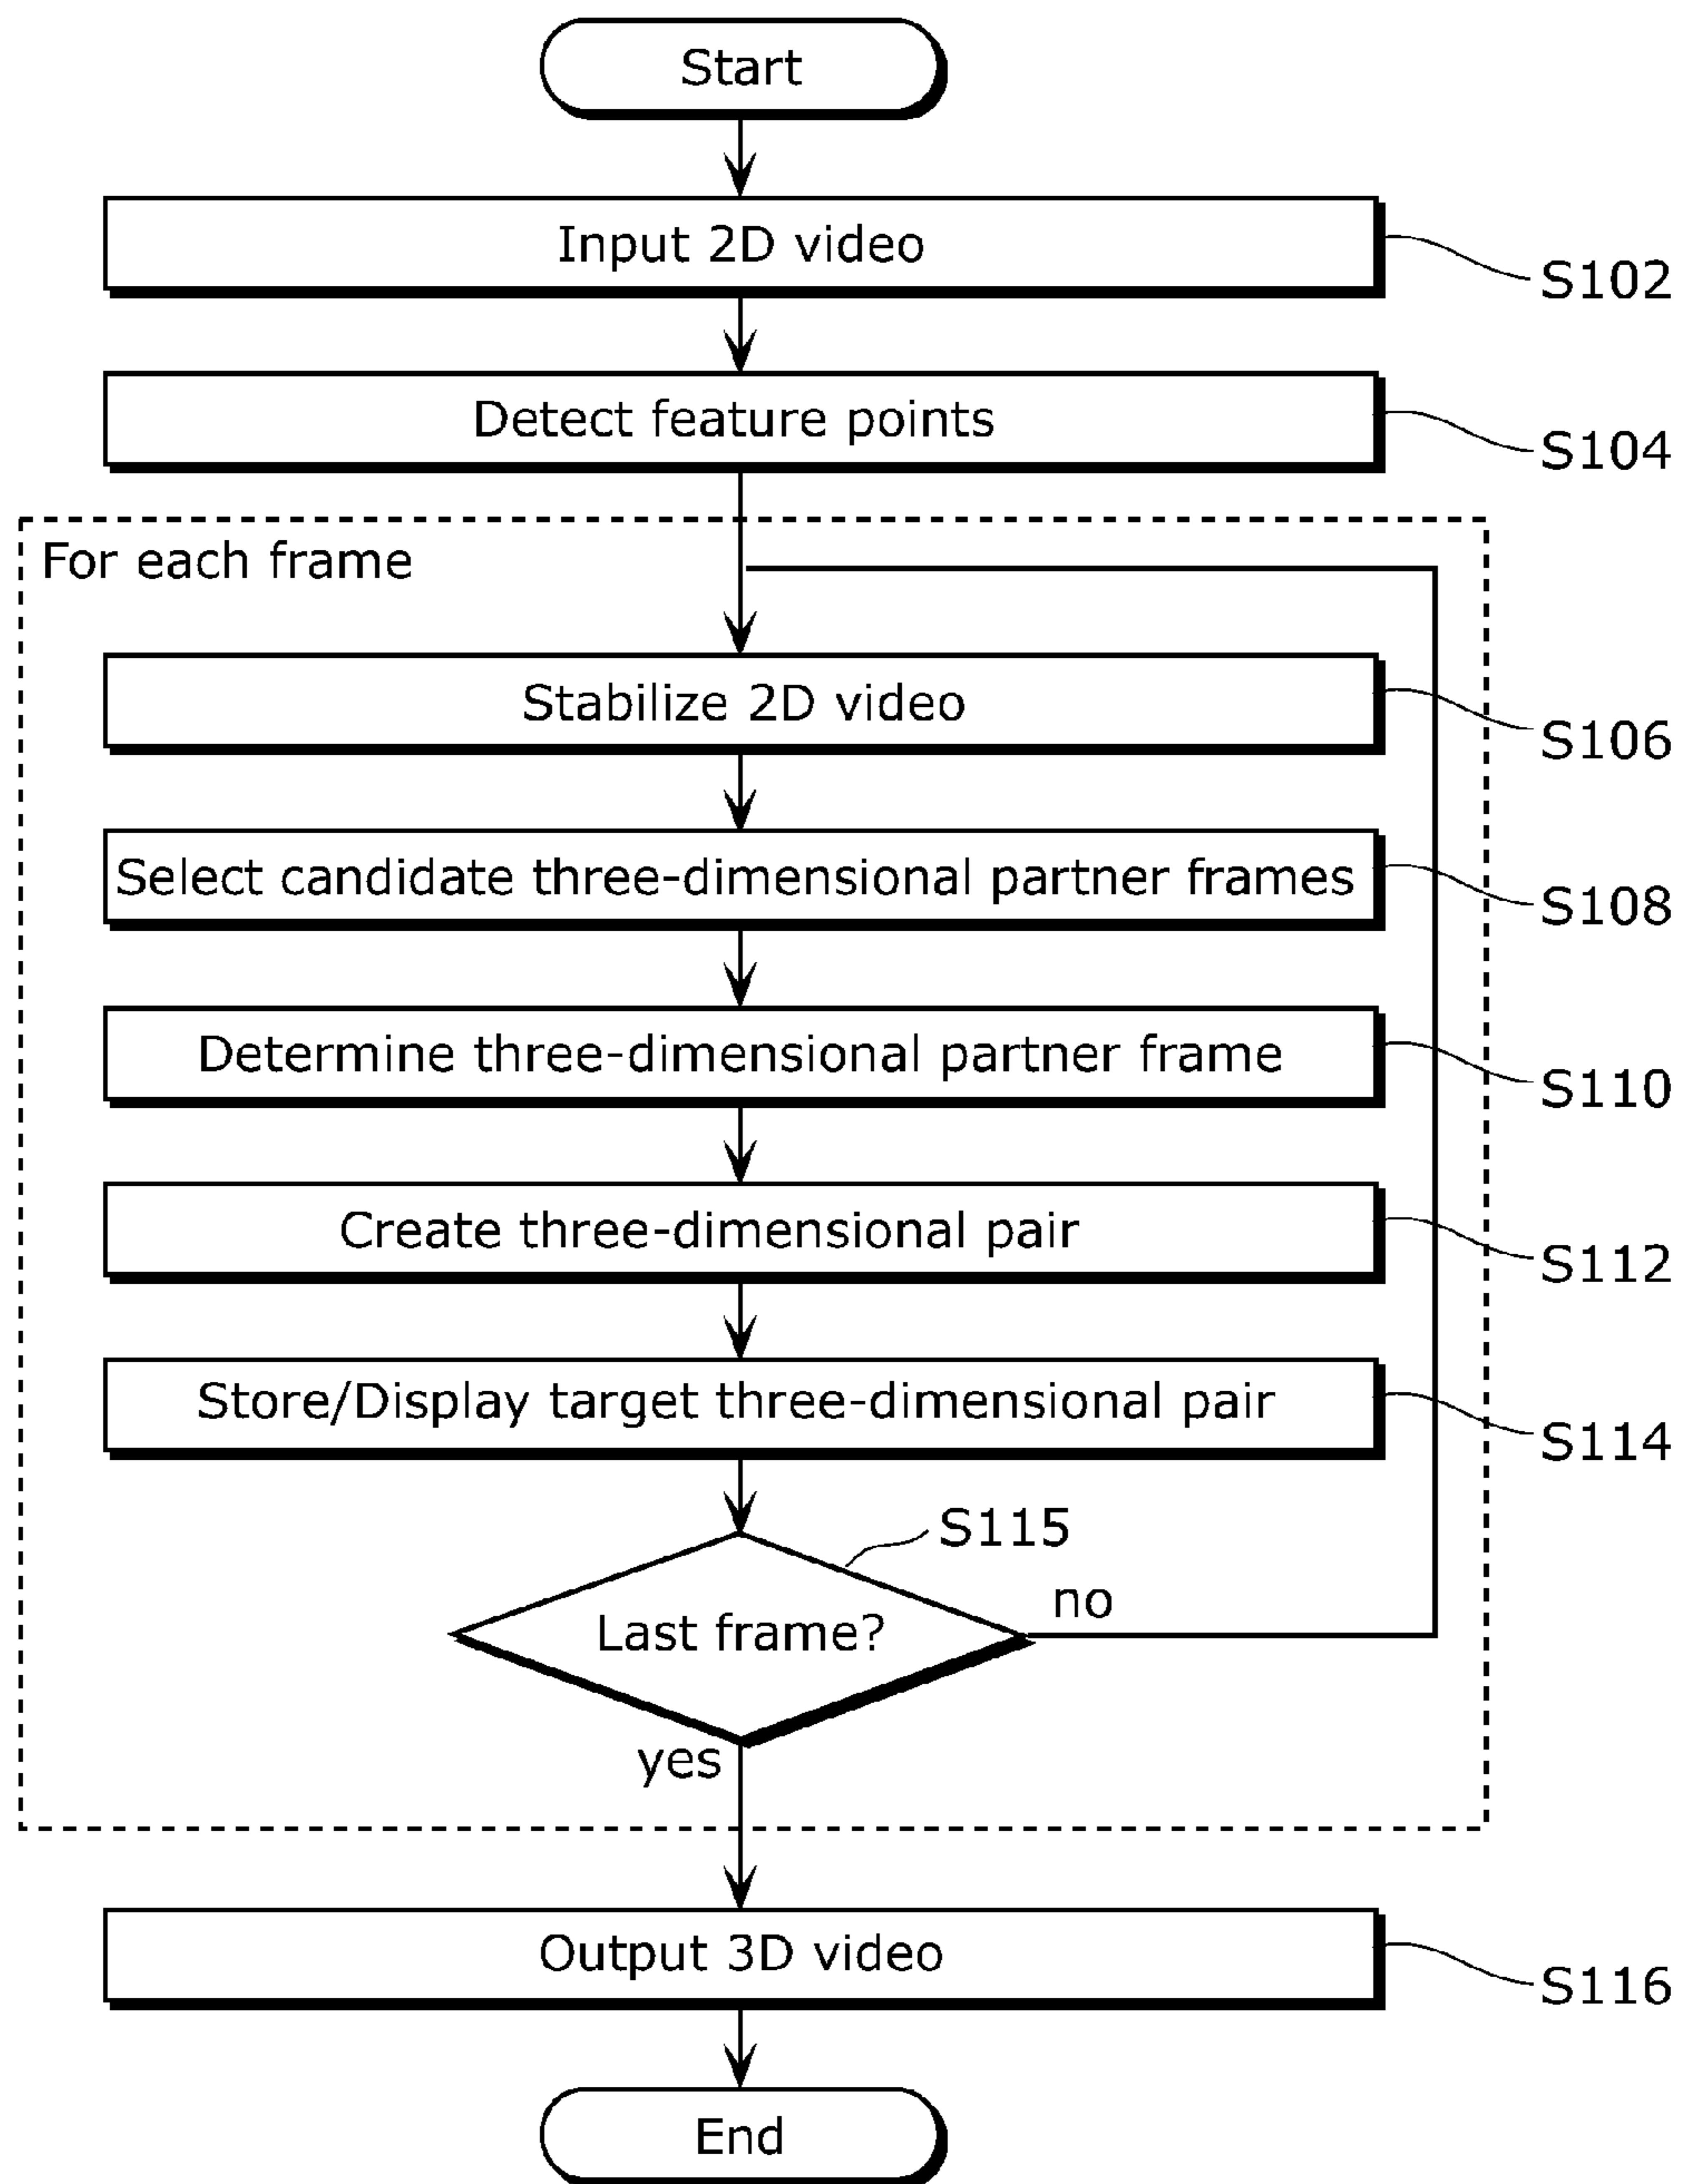 Start
Input 2D video
S102
Detect feature points
S104
For each frame
Stabilize 2D video
S106
Select candidate three-dimensional partner frames
S108
Determine three-dimensional partner frame
S110
Create three-dimensional pair
S112
Store/Display target three-dimensional pair
S114
S115
Last frame?
no
yes
Output 3D video
S116
End